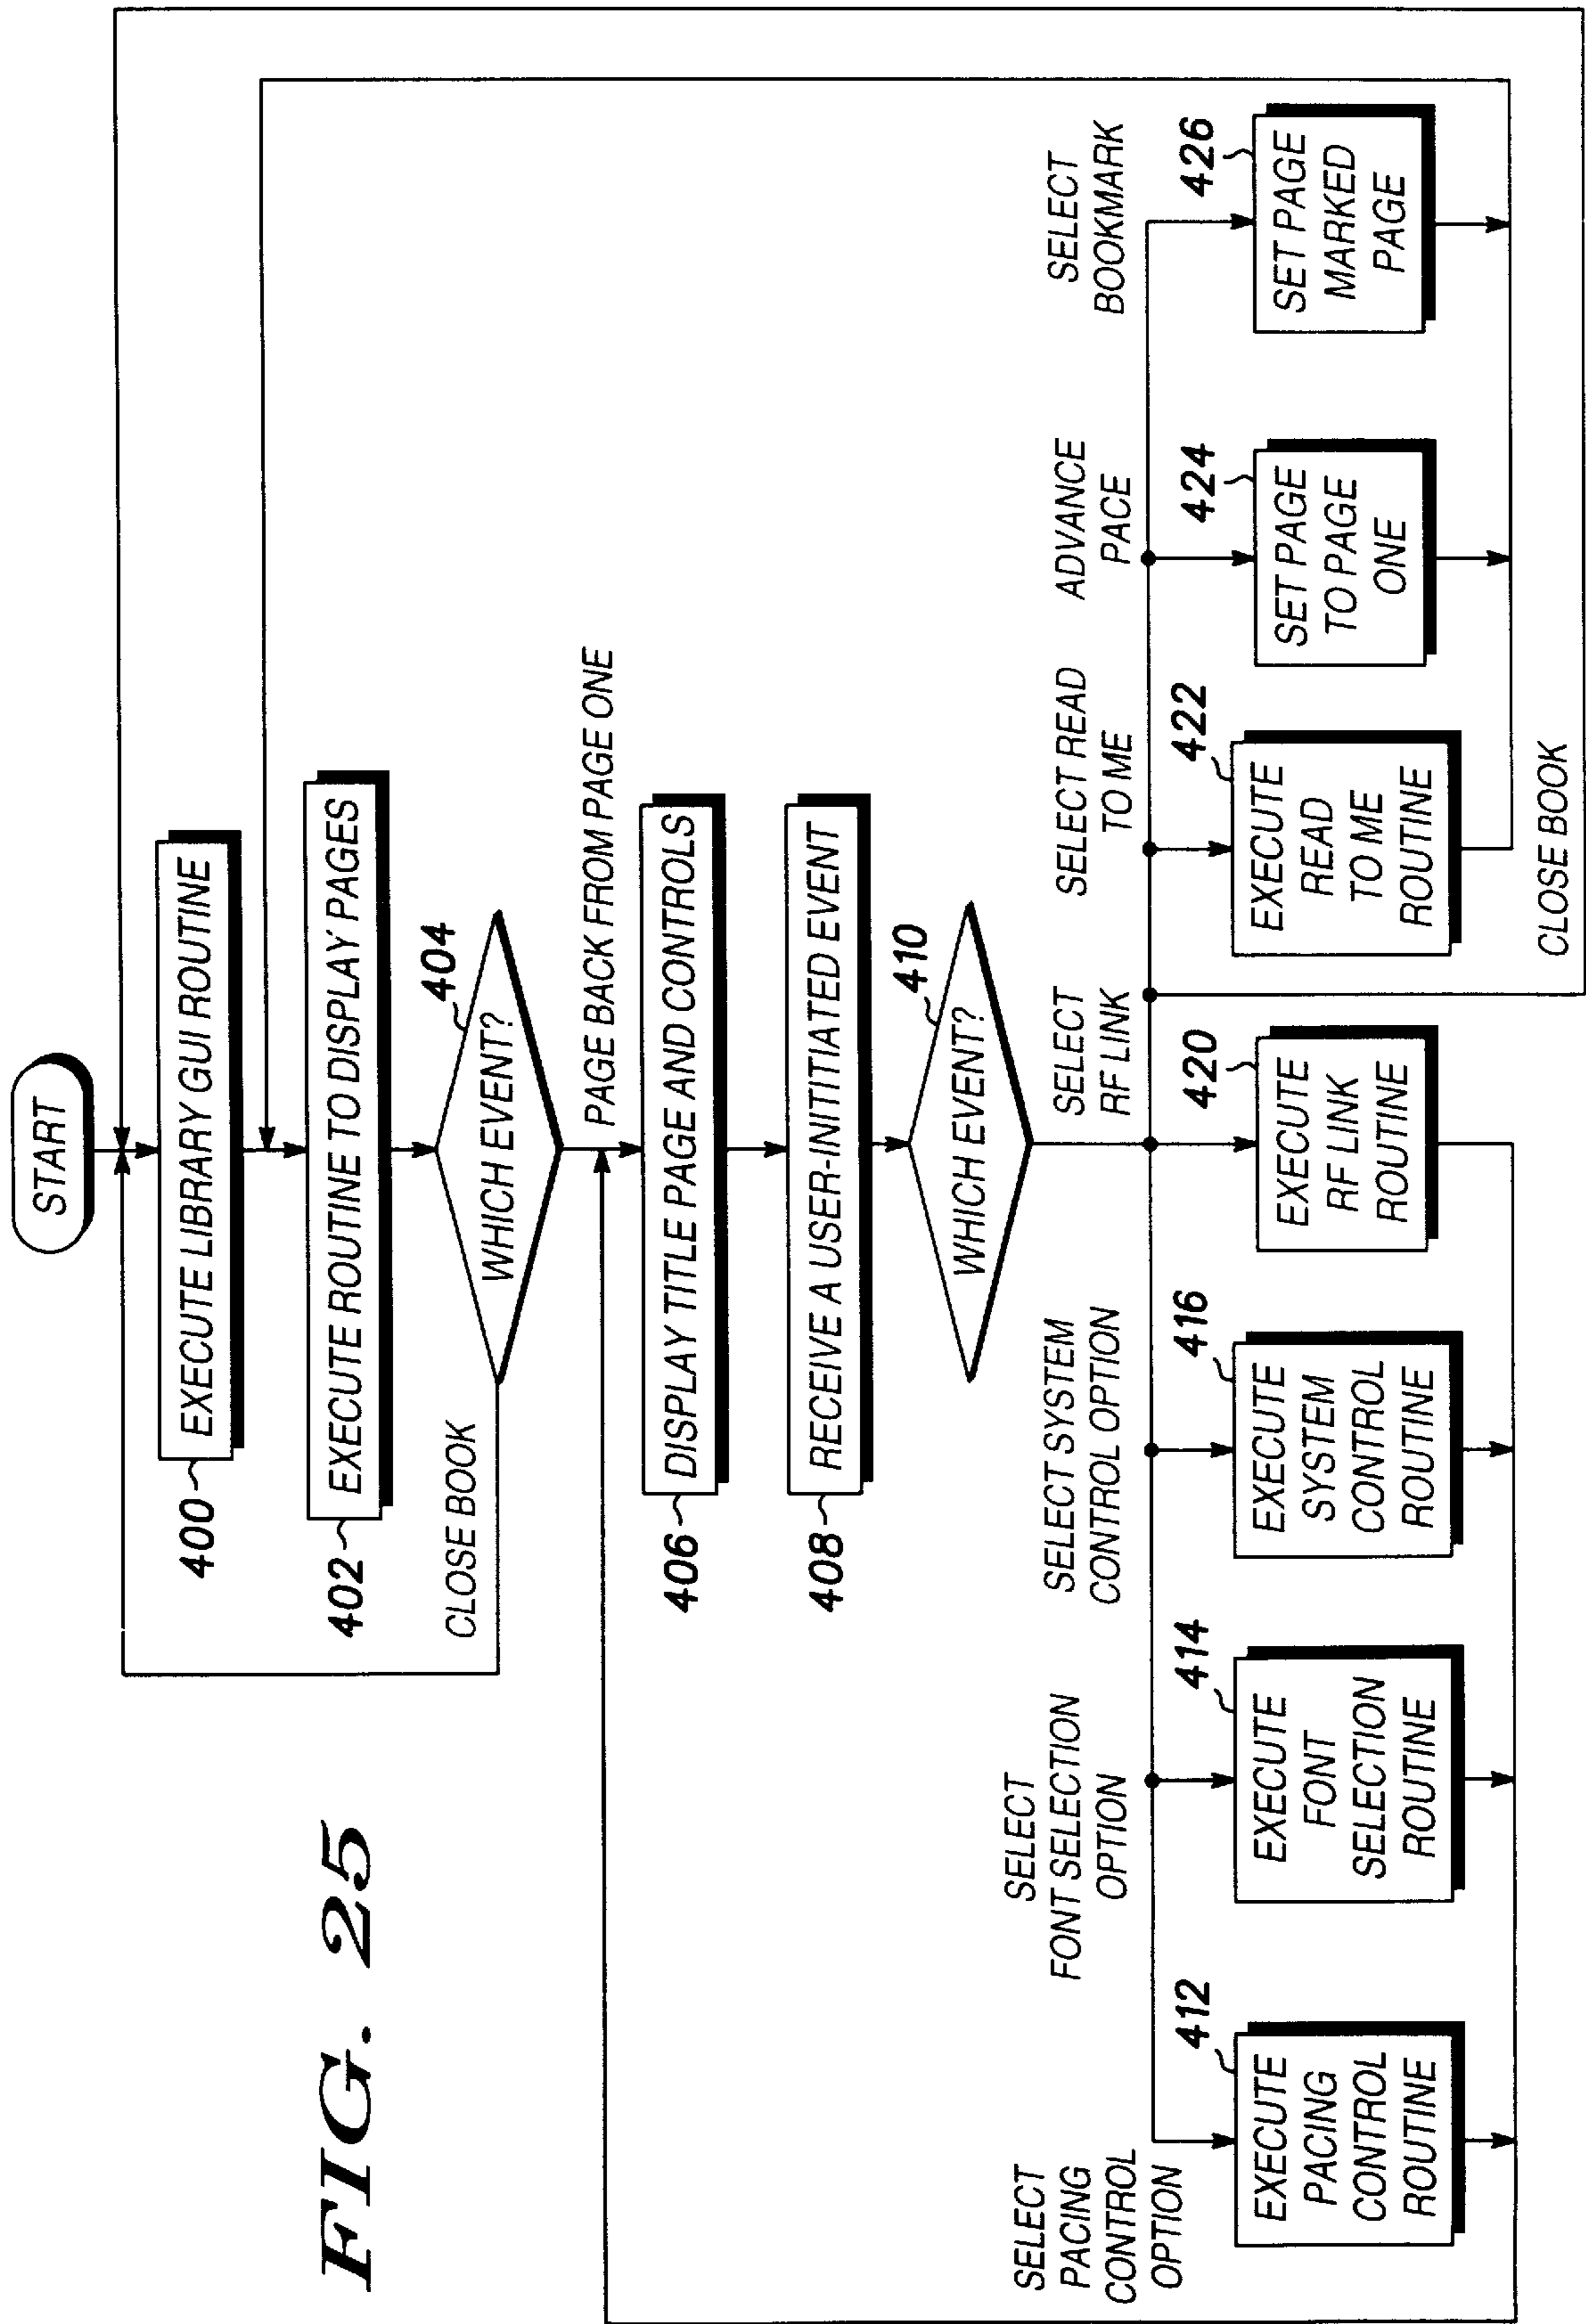 START
400
EXECUTE LIBRARY GUI ROUTINE
402
EXECUTE ROUTINE TO DISPLAY PAGES
404
WHICH EVENT?
CLOSE BOOK
PAGE BACK FROM PAGE ONE
406
DISPLAY TITLE PAGE AND CONTROLS
408
RECEIVE A USER-INITIATED EVENT
410
WHICH EVENT?
SELECT
PACING
CONTROL
OPTION
412
EXECUTE
PACING
CONTROL
ROUTINE
SELECT
FONT SELECTION
OPTION
414
EXECUTE
FONT
SELECTION
ROUTINE
SELECT SYSTEM
CONTROL OPTION
416
EXECUTE
SYSTEM
CONTROL
ROUTINE
SELECT
RF LINK
420
EXECUTE
RF LINK
ROUTINE
SELECT READ
TO ME
422
EXECUTE
READ
TO ME
ROUTINE
ADVANCE
PACE
424
SET PAGE
TO PAGE
ONE
SELECT
BOOKMARK
426
SET PAGE
MARKED
PAGE
CLOSE BOOK
FIG. 25